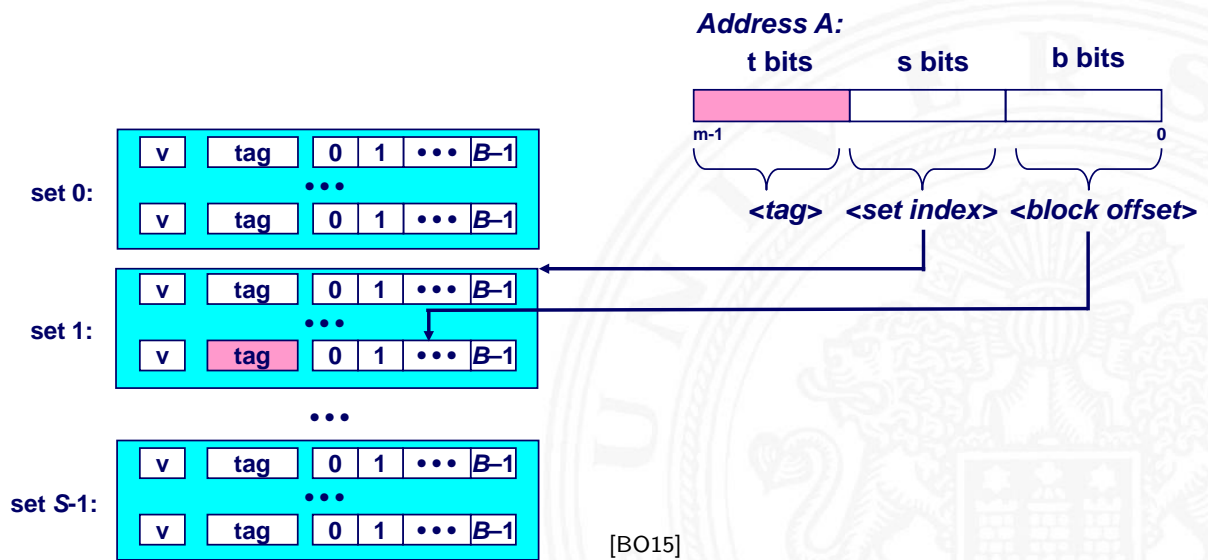 Address A:
t bits s bits b bits
m-1 0
<tag> <set index> <block offset>
set 0:
v tag 0 1 ••• B–1
•••
v tag 0 1 ••• B–1
set 1:
v tag 0 1 ••• B–1
•••
v tag 0 1 ••• B–1
•••
set S-1:
v tag 0 1 ••• B–1
•••
v tag 0 1 ••• B–1
[BO15]
U N I V E R S